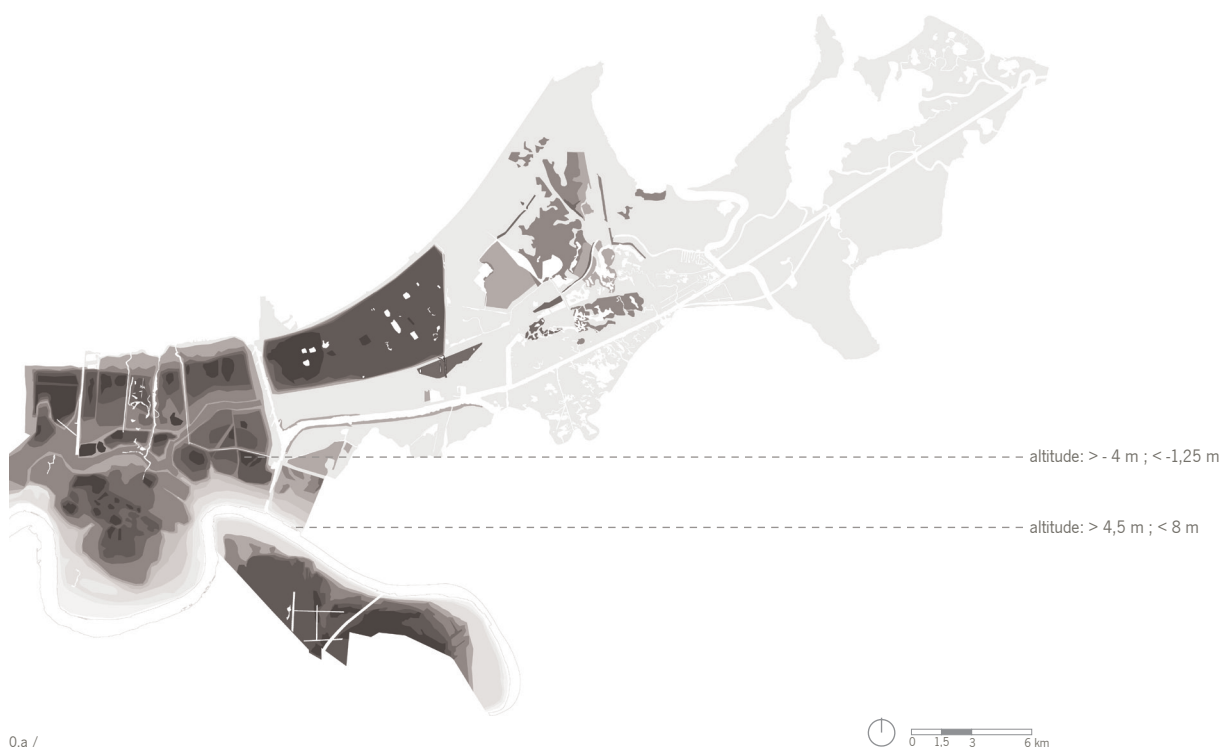 altitude: > - 4 m ; < -1,25 m
altitude: > 4,5 m ; < 8 m
0.a /
0 1,5 3 6 km